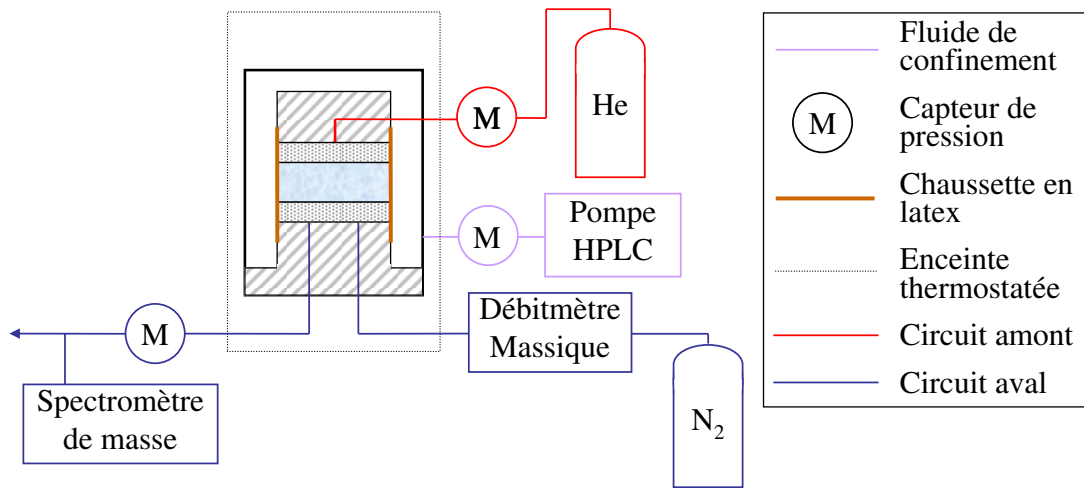 M
He
M
Pompe
HPLC
M
Débitmètre
Massique
Spectromètre
de masse
N₂
Fluide de
confinement
M
Capteur de
pression
Chaussette en
latex
Enceinte
thermostatée
Circuit amont
Circuit aval